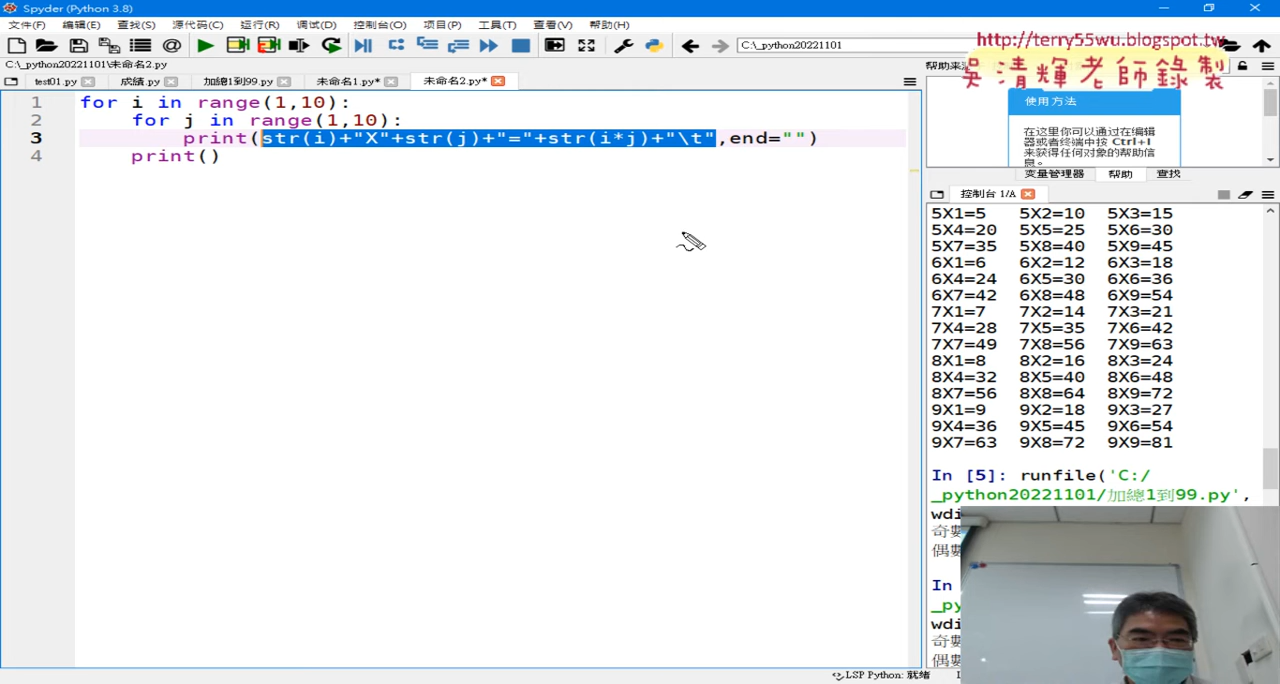 Spyder (Python 3.8)
文件(F) 编辑(E) 查找(S) 源代码(C) 运行(R) 调试(D) 控制台(O) 项目(P) 工具(T) 查看(V) 帮助(H)
C:\_python20221101
http://terry55wu.blogspot.tw
C:\_python20221101\未命名2.py
帮助来
吳清輝老師錄製
test01.py 成績.py 加總1到99.py 未命名1.py* 未命名2.py*
1 for i in range(1,10):
2 for j in range(1,10):
3 print(str(i)+"X"+str(j)+"="+str(i*j)+"\t",end="")
4 print()
使用方法
在这里你可以通过在编辑
器或者终端中按 Ctrl+I
来获得任何对象的帮助信
息。
变量管理器 帮助 查找
控制台 1/A
5X1=5 5X2=10 5X3=15
5X4=20 5X5=25 5X6=30
5X7=35 5X8=40 5X9=45
6X1=6 6X2=12 6X3=18
6X4=24 6X5=30 6X6=36
6X7=42 6X8=48 6X9=54
7X1=7 7X2=14 7X3=21
7X4=28 7X5=35 7X6=42
7X7=49 7X8=56 7X9=63
8X1=8 8X2=16 8X3=24
8X4=32 8X5=40 8X6=48
8X7=56 8X8=64 8X9=72
9X1=9 9X2=18 9X3=27
9X4=36 9X5=45 9X6=54
9X7=63 9X8=72 9X9=81
In [5]: runfile('C:/
_python20221101/加總1到99.py',
wdi
奇數
偶數
In
_py
wdi
奇數
偶數
LSP Python: 就绪